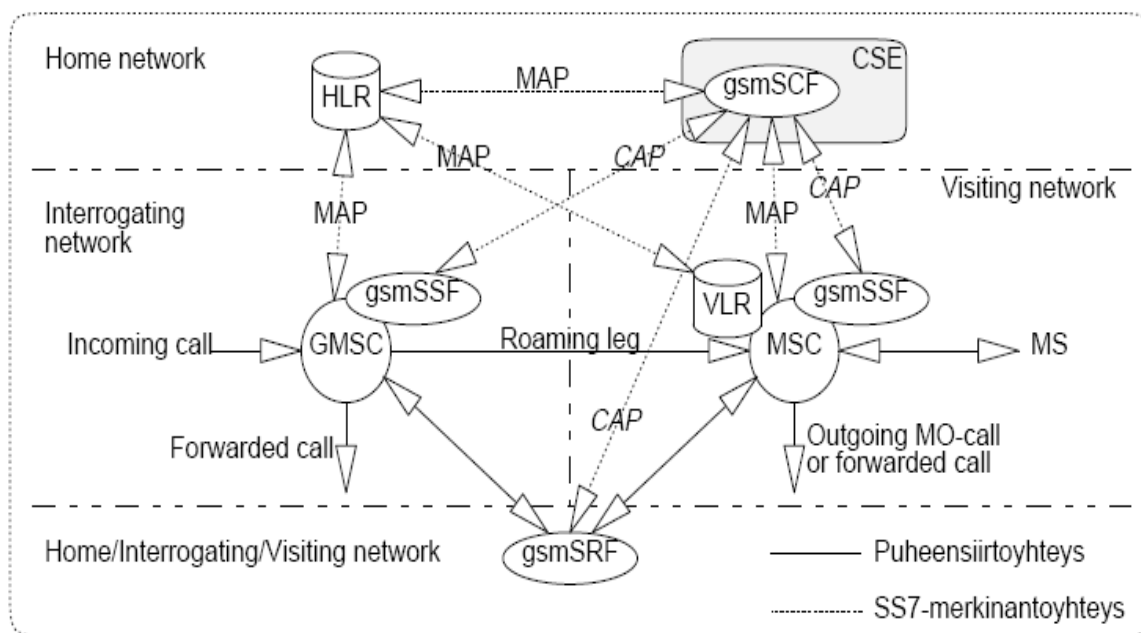 Home network
CSE
HLR
MAP
gsmSCF
MAP
CAP
CAP
Interrogating
network
MAP
MAP
Visiting network
gsmSSF
VLR
gsmSSF
Incoming call
GMSC
Roaming leg
MSC
MS
CAP
Forwarded call
Outgoing MO-call
or forwarded call
Home/Interrogating/Visiting network
gsmSRF
Puheensiirtoyhteys
SS7-merkinantoyhteys